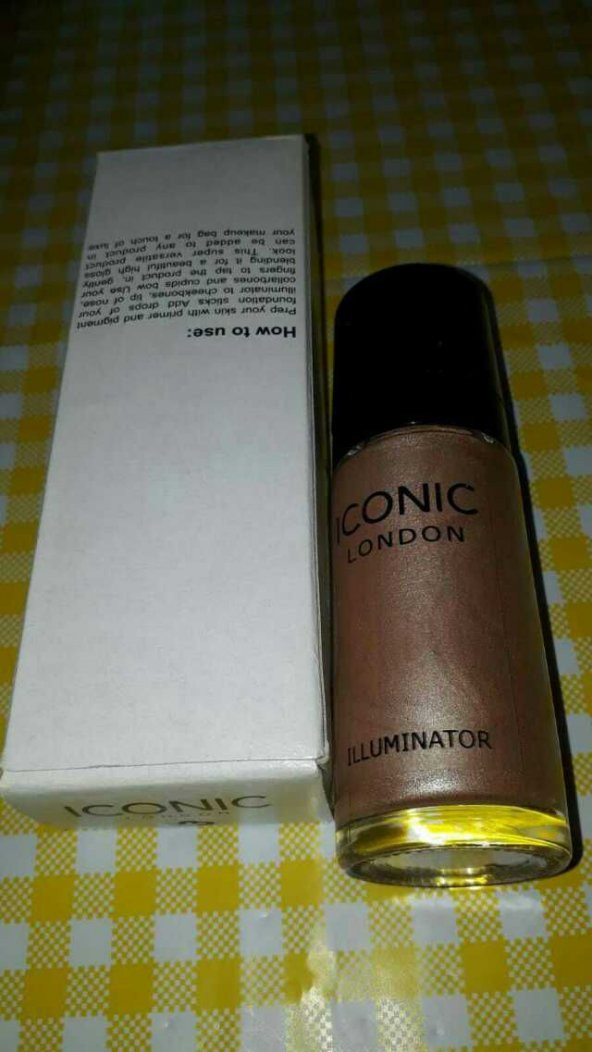 How to use:
Prep your skin with primer and pigment
foundation sticks. Add drops of your
illuminator to cheekbones, tip of nose,
collarbones and cupids bow. Use your
fingers to tap the product in, gently
blending it for a beautiful high gloss
look. This super versatile product
can be added to any product in
your makeup bag for a touch of luxe
ICONIC
LONDON
ILLUMINATOR
ICONIC
LONDON